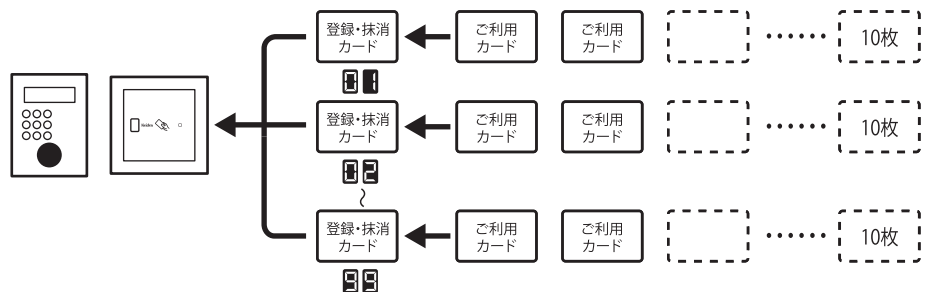 登録・抹消
カード
ご利用
カード
ご利用
カード
10枚
01
登録・抹消
カード
ご利用
カード
ご利用
カード
10枚
02
〜
登録・抹消
カード
ご利用
カード
ご利用
カード
10枚
99